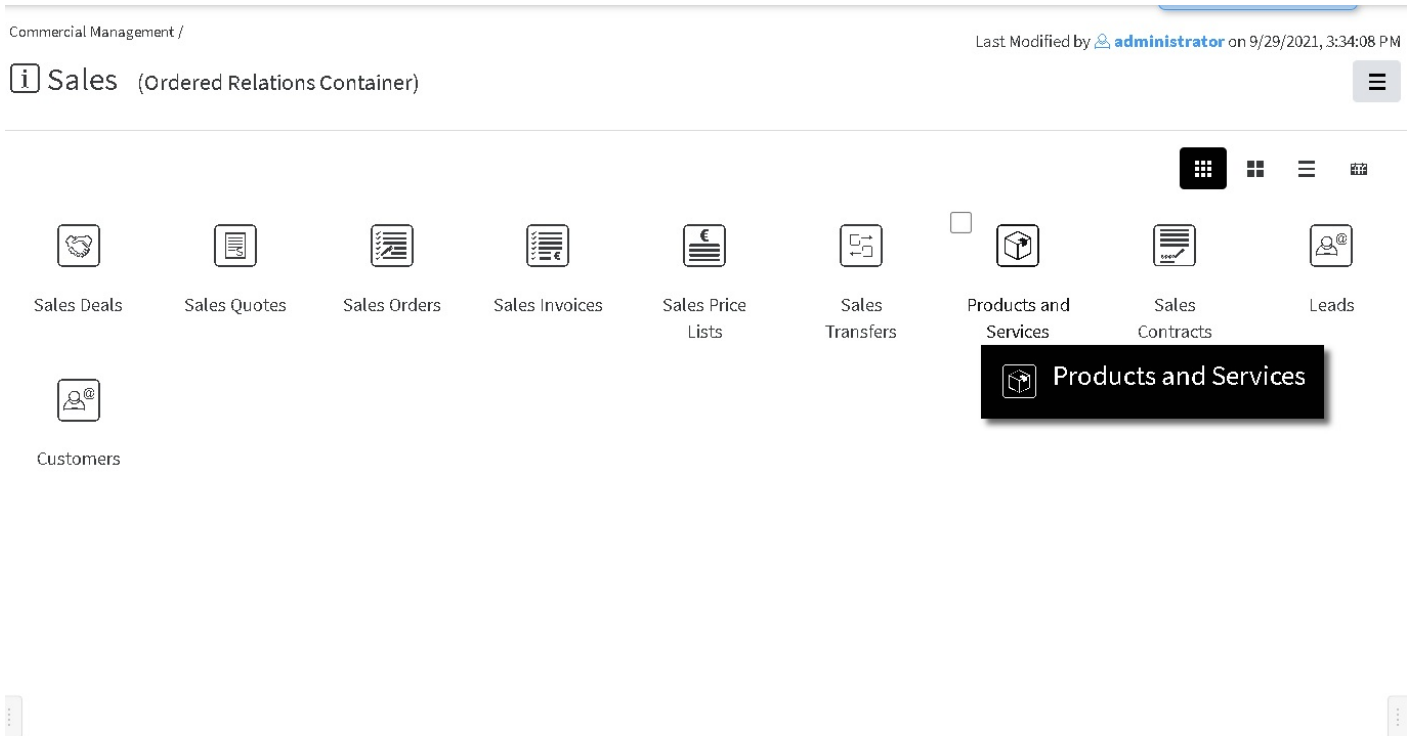 Commercial Management /
Last Modified by administrator on 9/29/2021, 3:34:08 PM
Sales (Ordered Relations Container)
Sales Deals
Sales Quotes
Sales Orders
Sales Invoices
Sales Price
Lists
Sales
Transfers
Products and
Services
Sales
Contracts
Leads
Products and Services
Customers